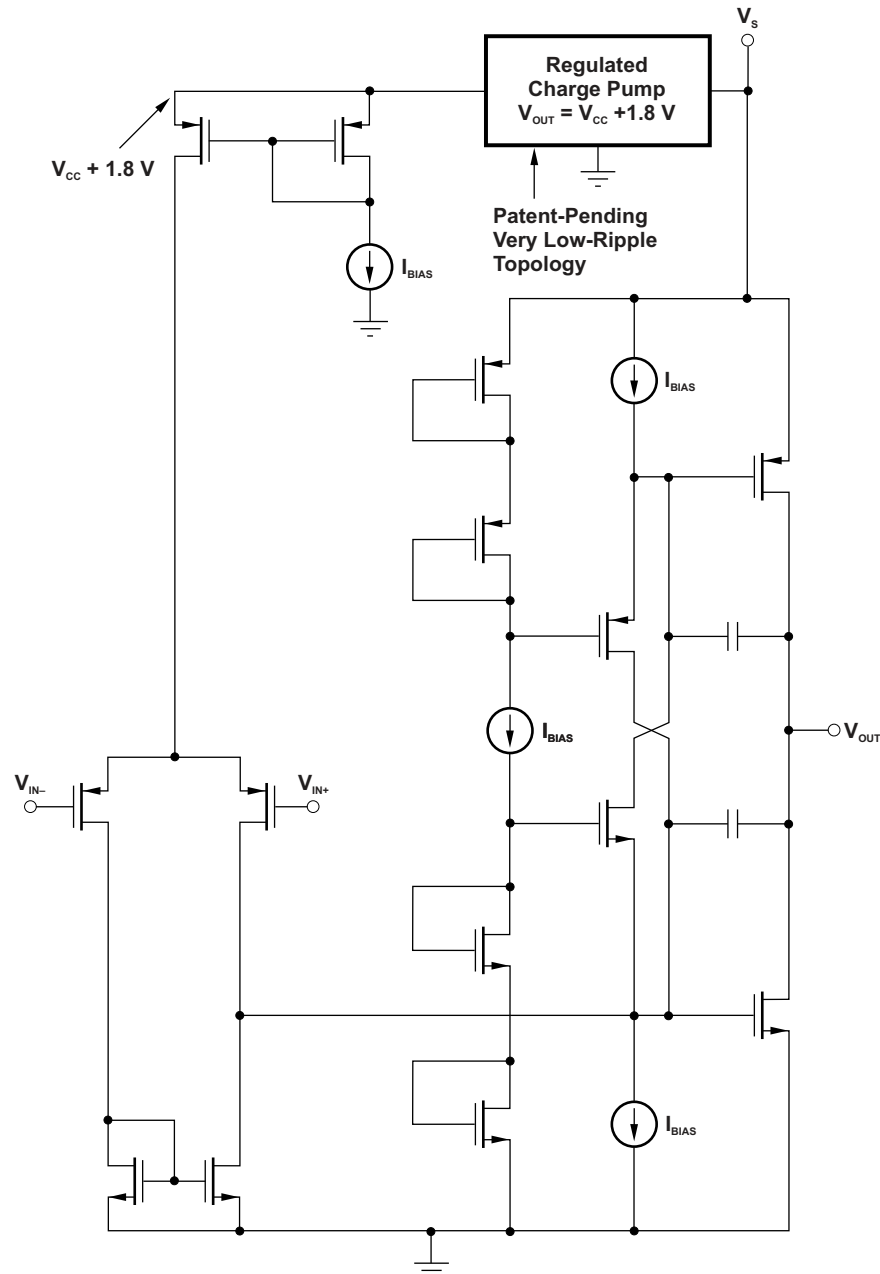 V_S
Regulated
Charge Pump
V_OUT = V_CC +1.8 V
V_CC + 1.8 V
Patent-Pending
Very Low-Ripple
Topology
I_BIAS
I_BIAS
I_BIAS
V_OUT
V_IN–
V_IN+
I_BIAS